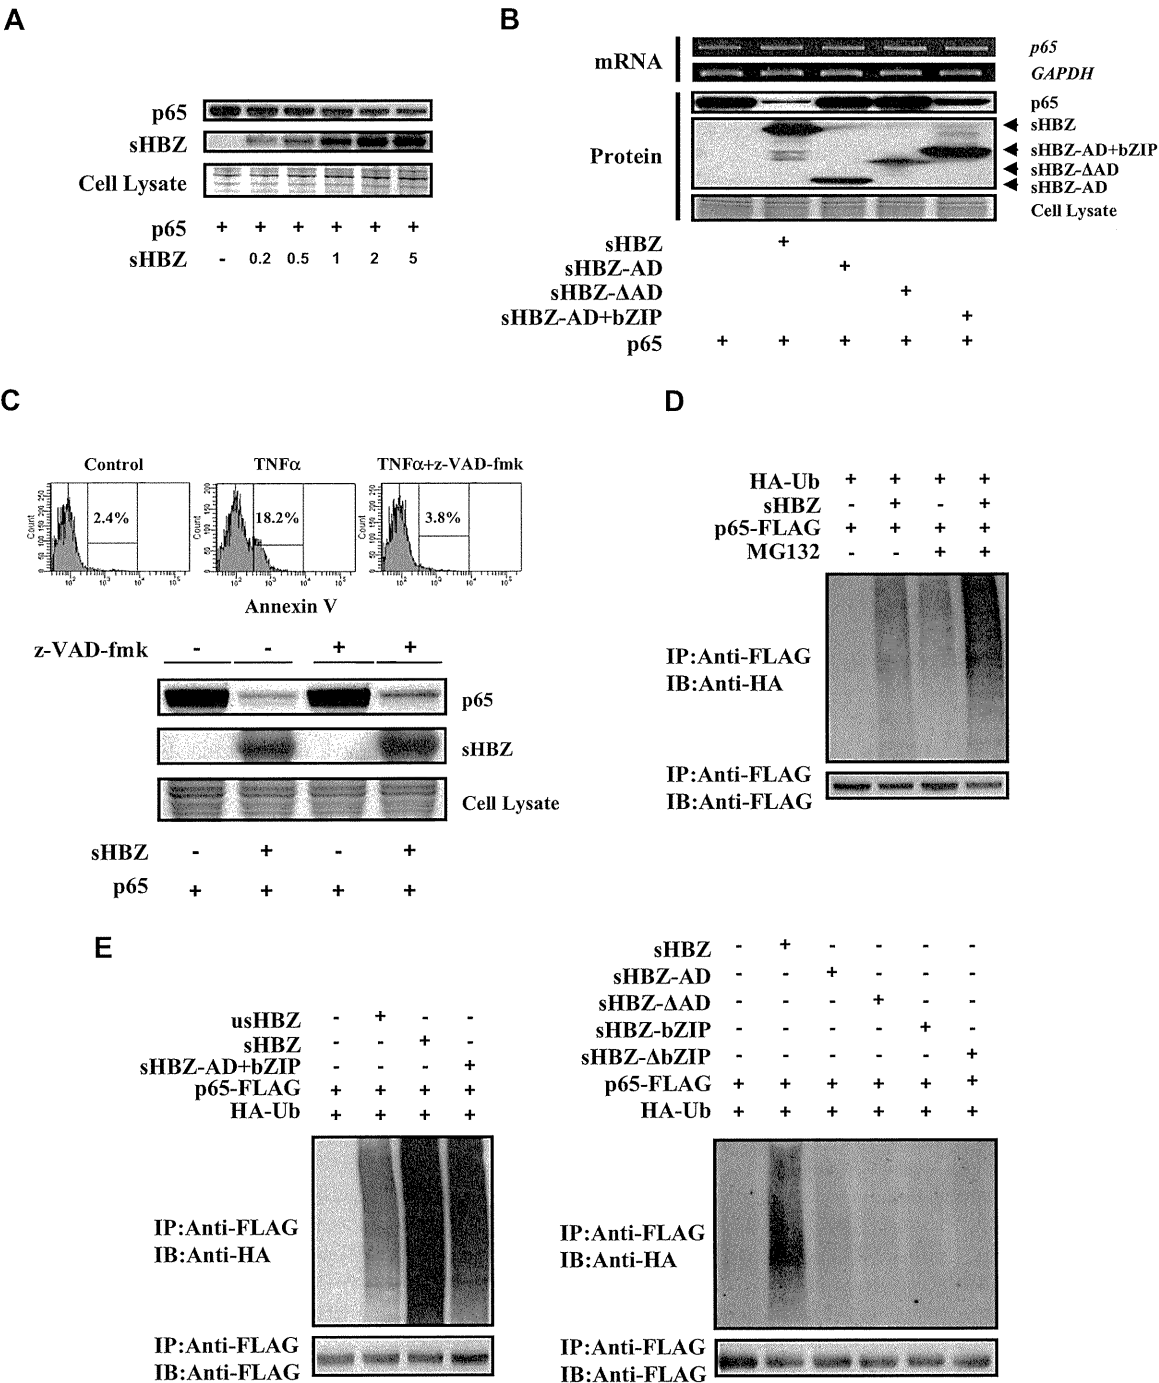 A
p65
sHBZ
Cell Lysate
p65 + + + + + +
sHBZ - 0.2 0.5 1 2 5
B
mRNA
p65
GAPDH
Protein
p65
sHBZ
sHBZ-AD+bZIP
sHBZ-ΔAD
sHBZ-AD
Cell Lysate
sHBZ +
sHBZ-AD +
sHBZ-ΔAD +
sHBZ-AD+bZIP +
p65 + + + + +
C
Control TNFα TNFα+z-VAD-fmk
2.4% 18.2% 3.8%
Count Count Count
Annexin V
z-VAD-fmk - - + +
p65
sHBZ
Cell Lysate
sHBZ - + - +
p65 + + + +
D
HA-Ub + + + +
sHBZ - + - +
p65-FLAG + + + +
MG132 - - + +
IP:Anti-FLAG
IB:Anti-HA
IP:Anti-FLAG
IB:Anti-FLAG
E
usHBZ - + - -
sHBZ - - + -
sHBZ-AD+bZIP - - - +
p65-FLAG + + + +
HA-Ub + + + +
IP:Anti-FLAG
IB:Anti-HA
IP:Anti-FLAG
IB:Anti-FLAG
sHBZ - + - - - -
sHBZ-AD - - + - - -
sHBZ-ΔAD - - - + - -
sHBZ-bZIP - - - - + -
sHBZ-ΔbZIP - - - - - +
p65-FLAG + + + + + +
HA-Ub + + + + + +
IP:Anti-FLAG
IB:Anti-HA
IP:Anti-FLAG
IB:Anti-FLAG